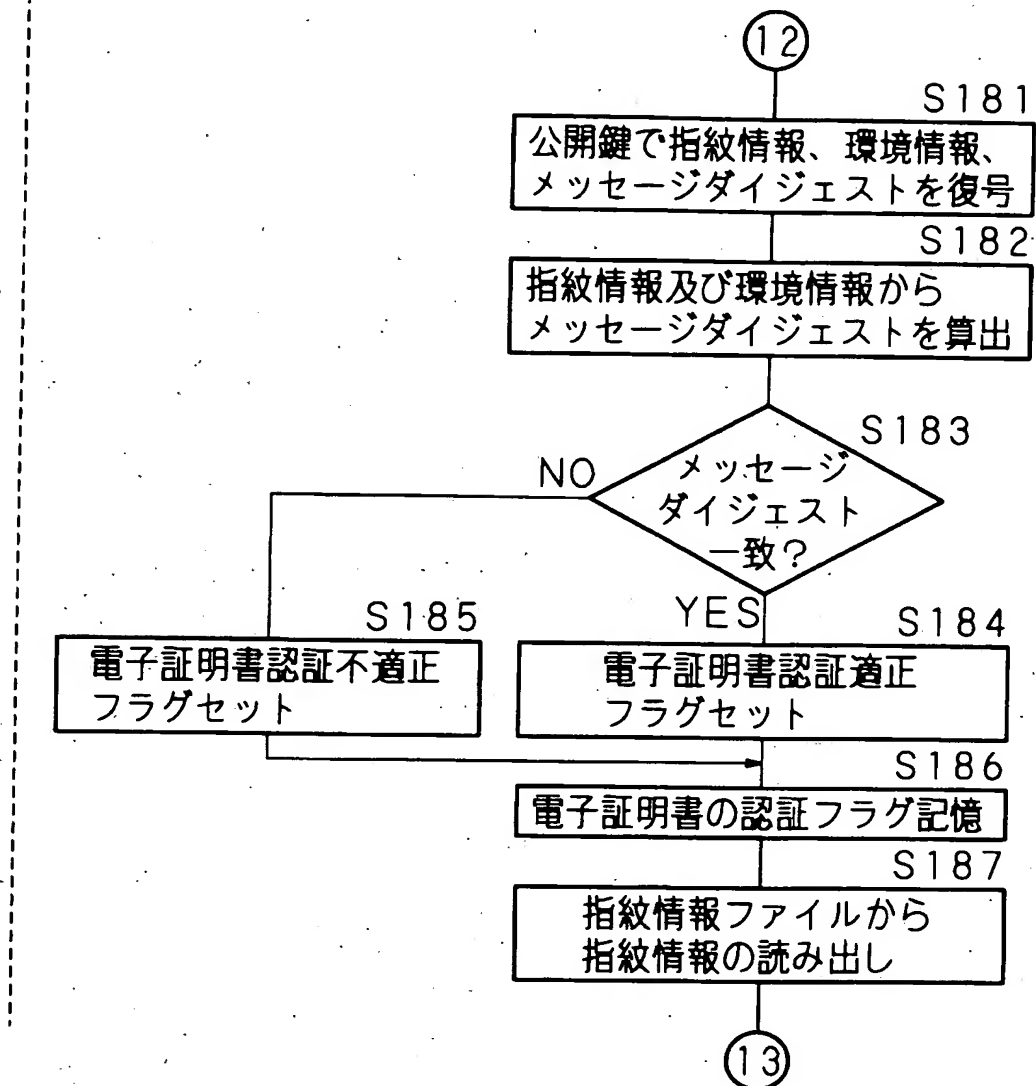 12
S181
公開鍵で指紋情報、環境情報、
メッセージダイジェストを復号
S182
指紋情報及び環境情報から
メッセージダイジェストを算出
S183
メッセージ
ダイジェスト
一致?
NO
YES
S185
電子証明書認証不適正
フラグセット
S184
電子証明書認証適正
フラグセット
S186
電子証明書の認証フラグ記憶
S187
指紋情報ファイルから
指紋情報の読み出し
13